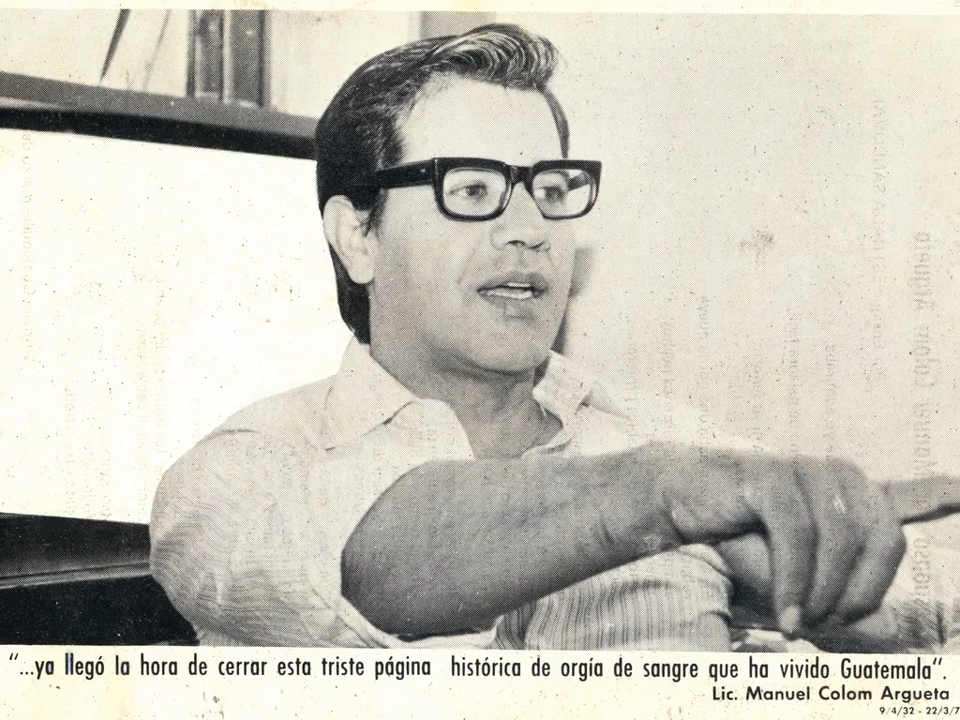 "...ya llegó la hora de cerrar esta triste página histórica de orgía de sangre que ha vivido Guatemala".
Lic. Manuel Colom Argueta
9/4/32 - 22/3/7